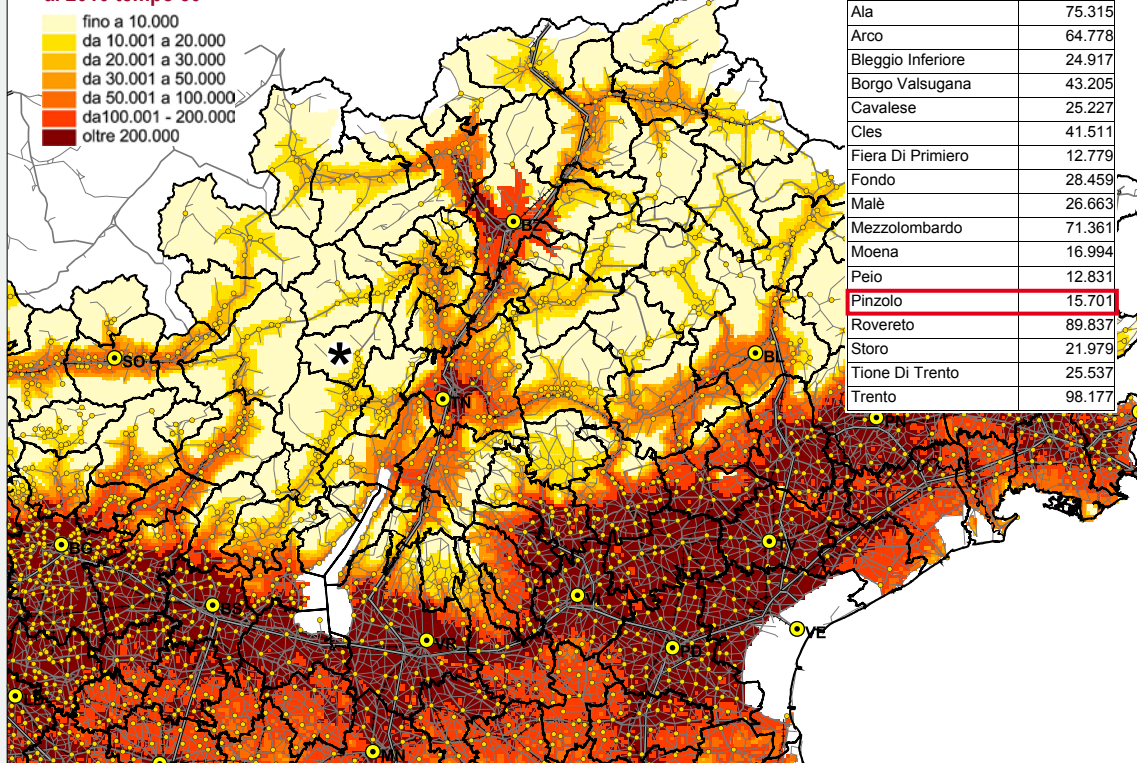 fino a 10.000
da 10.001 a 20.000
da 20.001 a 30.000
da 30.001 a 50.000
da 50.001 a 100.000
da100.001 - 200.000
oltre 200.000
Ala 75.315
Arco 64.778
Bleggio Inferiore 24.917
Borgo Valsugana 43.205
Cavalese 25.227
Cles 41.511
Fiera Di Primiero 12.779
Fondo 28.459
Malè 26.663
Mezzolombardo 71.361
Moena 16.994
Peio 12.831
Pinzolo 15.701
Rovereto 89.837
Storo 21.979
Tione Di Trento 25.537
Trento 98.177
BZ
SO
*
BL
TN
PN
BG
TV
BS
VI
VR
PD
VE
MN